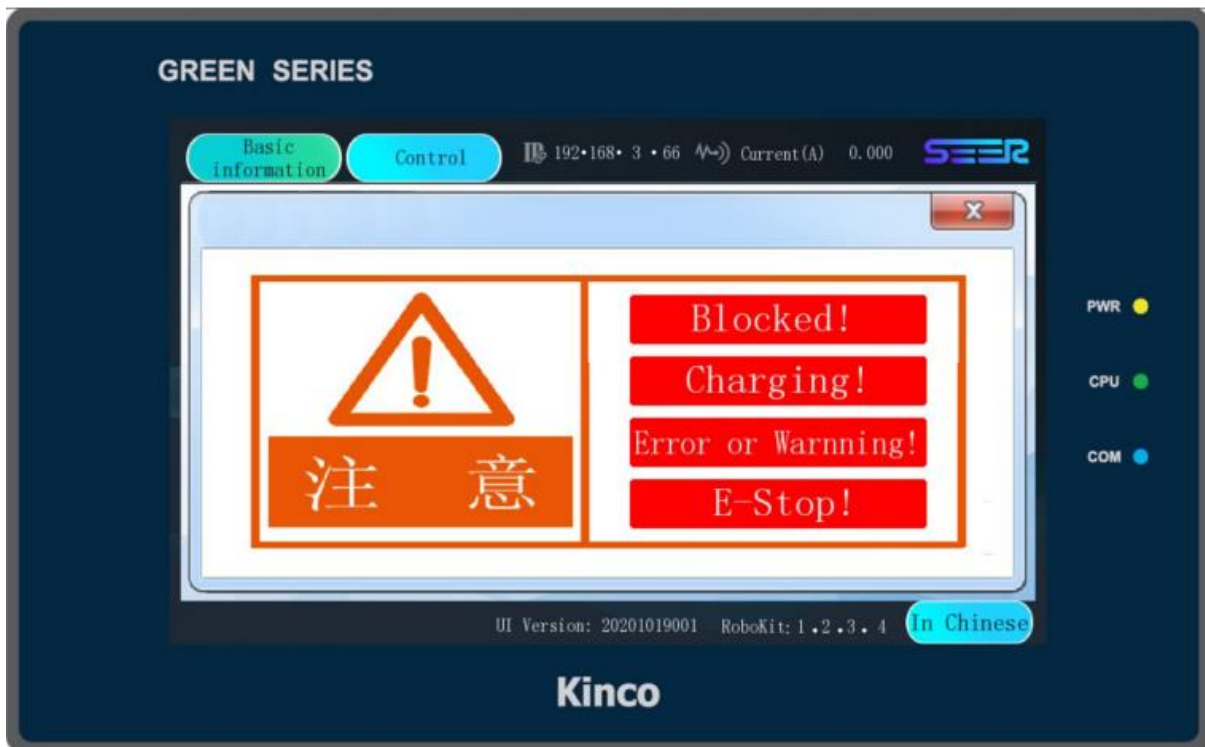 GREEN SERIES
Basic
information
Control
192•168• 3 •66
Current(A) 0.000
SEER
Blocked!
Charging!
Error or Warnning!
E-Stop!
注 意
PWR
CPU
COM
UI Version: 20201019001 RoboKit:1.2.3.4
In Chinese
Kinco